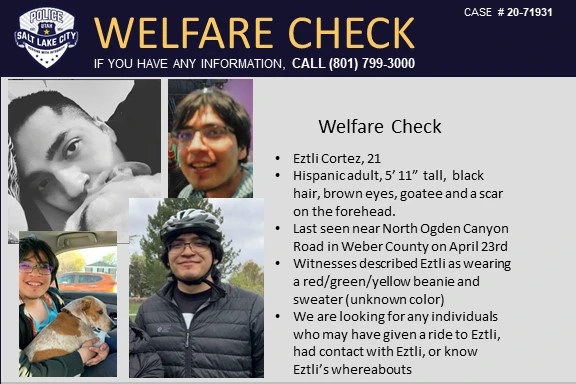 CASE # 20-71931
POLICE
UTAH
SALT LAKE CITY
WELFARE CHECK
IF YOU HAVE ANY INFORMATION, CALL (801) 799-3000
Welfare Check
• Eztli Cortez, 21
• Hispanic adult, 5’ 11” tall, black
hair, brown eyes, goatee and a scar
on the forehead.
• Last seen near North Ogden Canyon
Road in Weber County on April 23rd
• Witnesses described Eztli as wearing
a red/green/yellow beanie and
sweater (unknown color)
• We are looking for any individuals
who may have given a ride to Eztli,
had contact with Eztli, or know
Eztli’s whereabouts